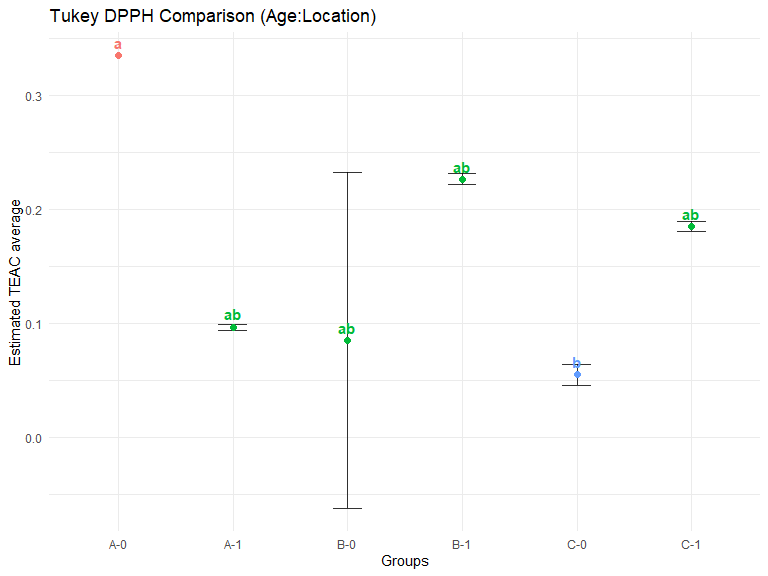 Tukey DPPH Comparison (Age:Location)
a
0.3
ab
0.2
ab
Estimated TEAC average
ab
0.1
ab
b
0.0
A-0 A-1 B-0 B-1 C-0 C-1
Groups